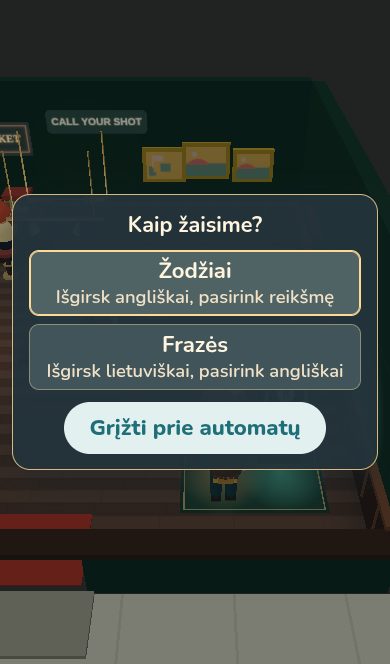 CALL YOUR SHOT
Kaip žaisime?
Žodžiai
Išgirsk angliškai, pasirink reikšmę
Frazės
Išgirsk lietuviškai, pasirink angliškai
Grįžti prie automatų